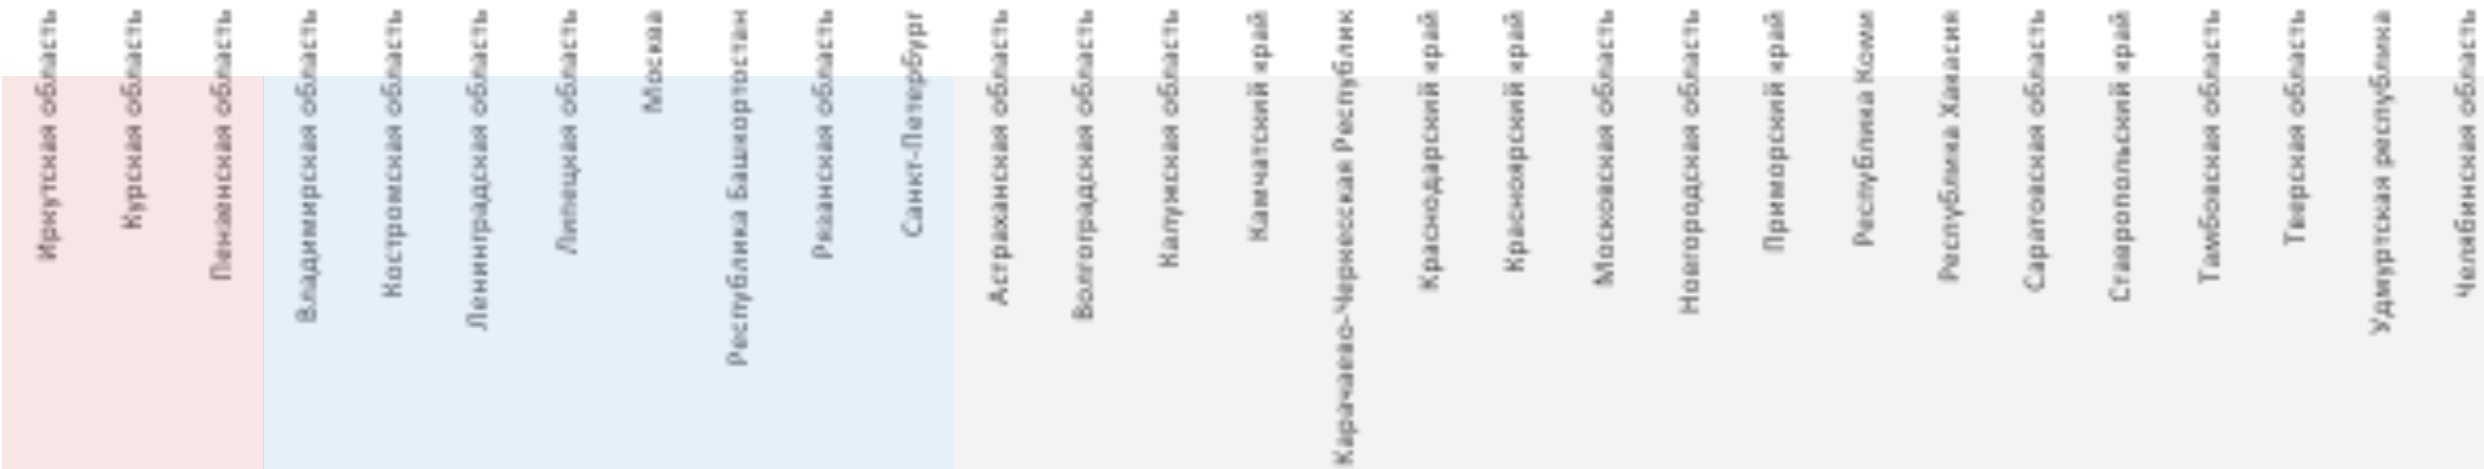 Иркутская область
Курская область
Пензенская область
Владимирская область
Костромская область
Ленинградская область
Липецкая область
Москва
Республика Башкортостан
Рязанская область
Санкт-Петербург
Астраханская область
Волгоградская область
Калужская область
Камчатский край
Карачаево-Черкесская Республик
Краснодарский край
Красноярский край
Московская область
Новгородская область
Приморский край
Республика Коми
Республика Хакасия
Саратовская область
Ставропольский край
Тамбовская область
Тверская область
Удмуртская республика
Челябинская область